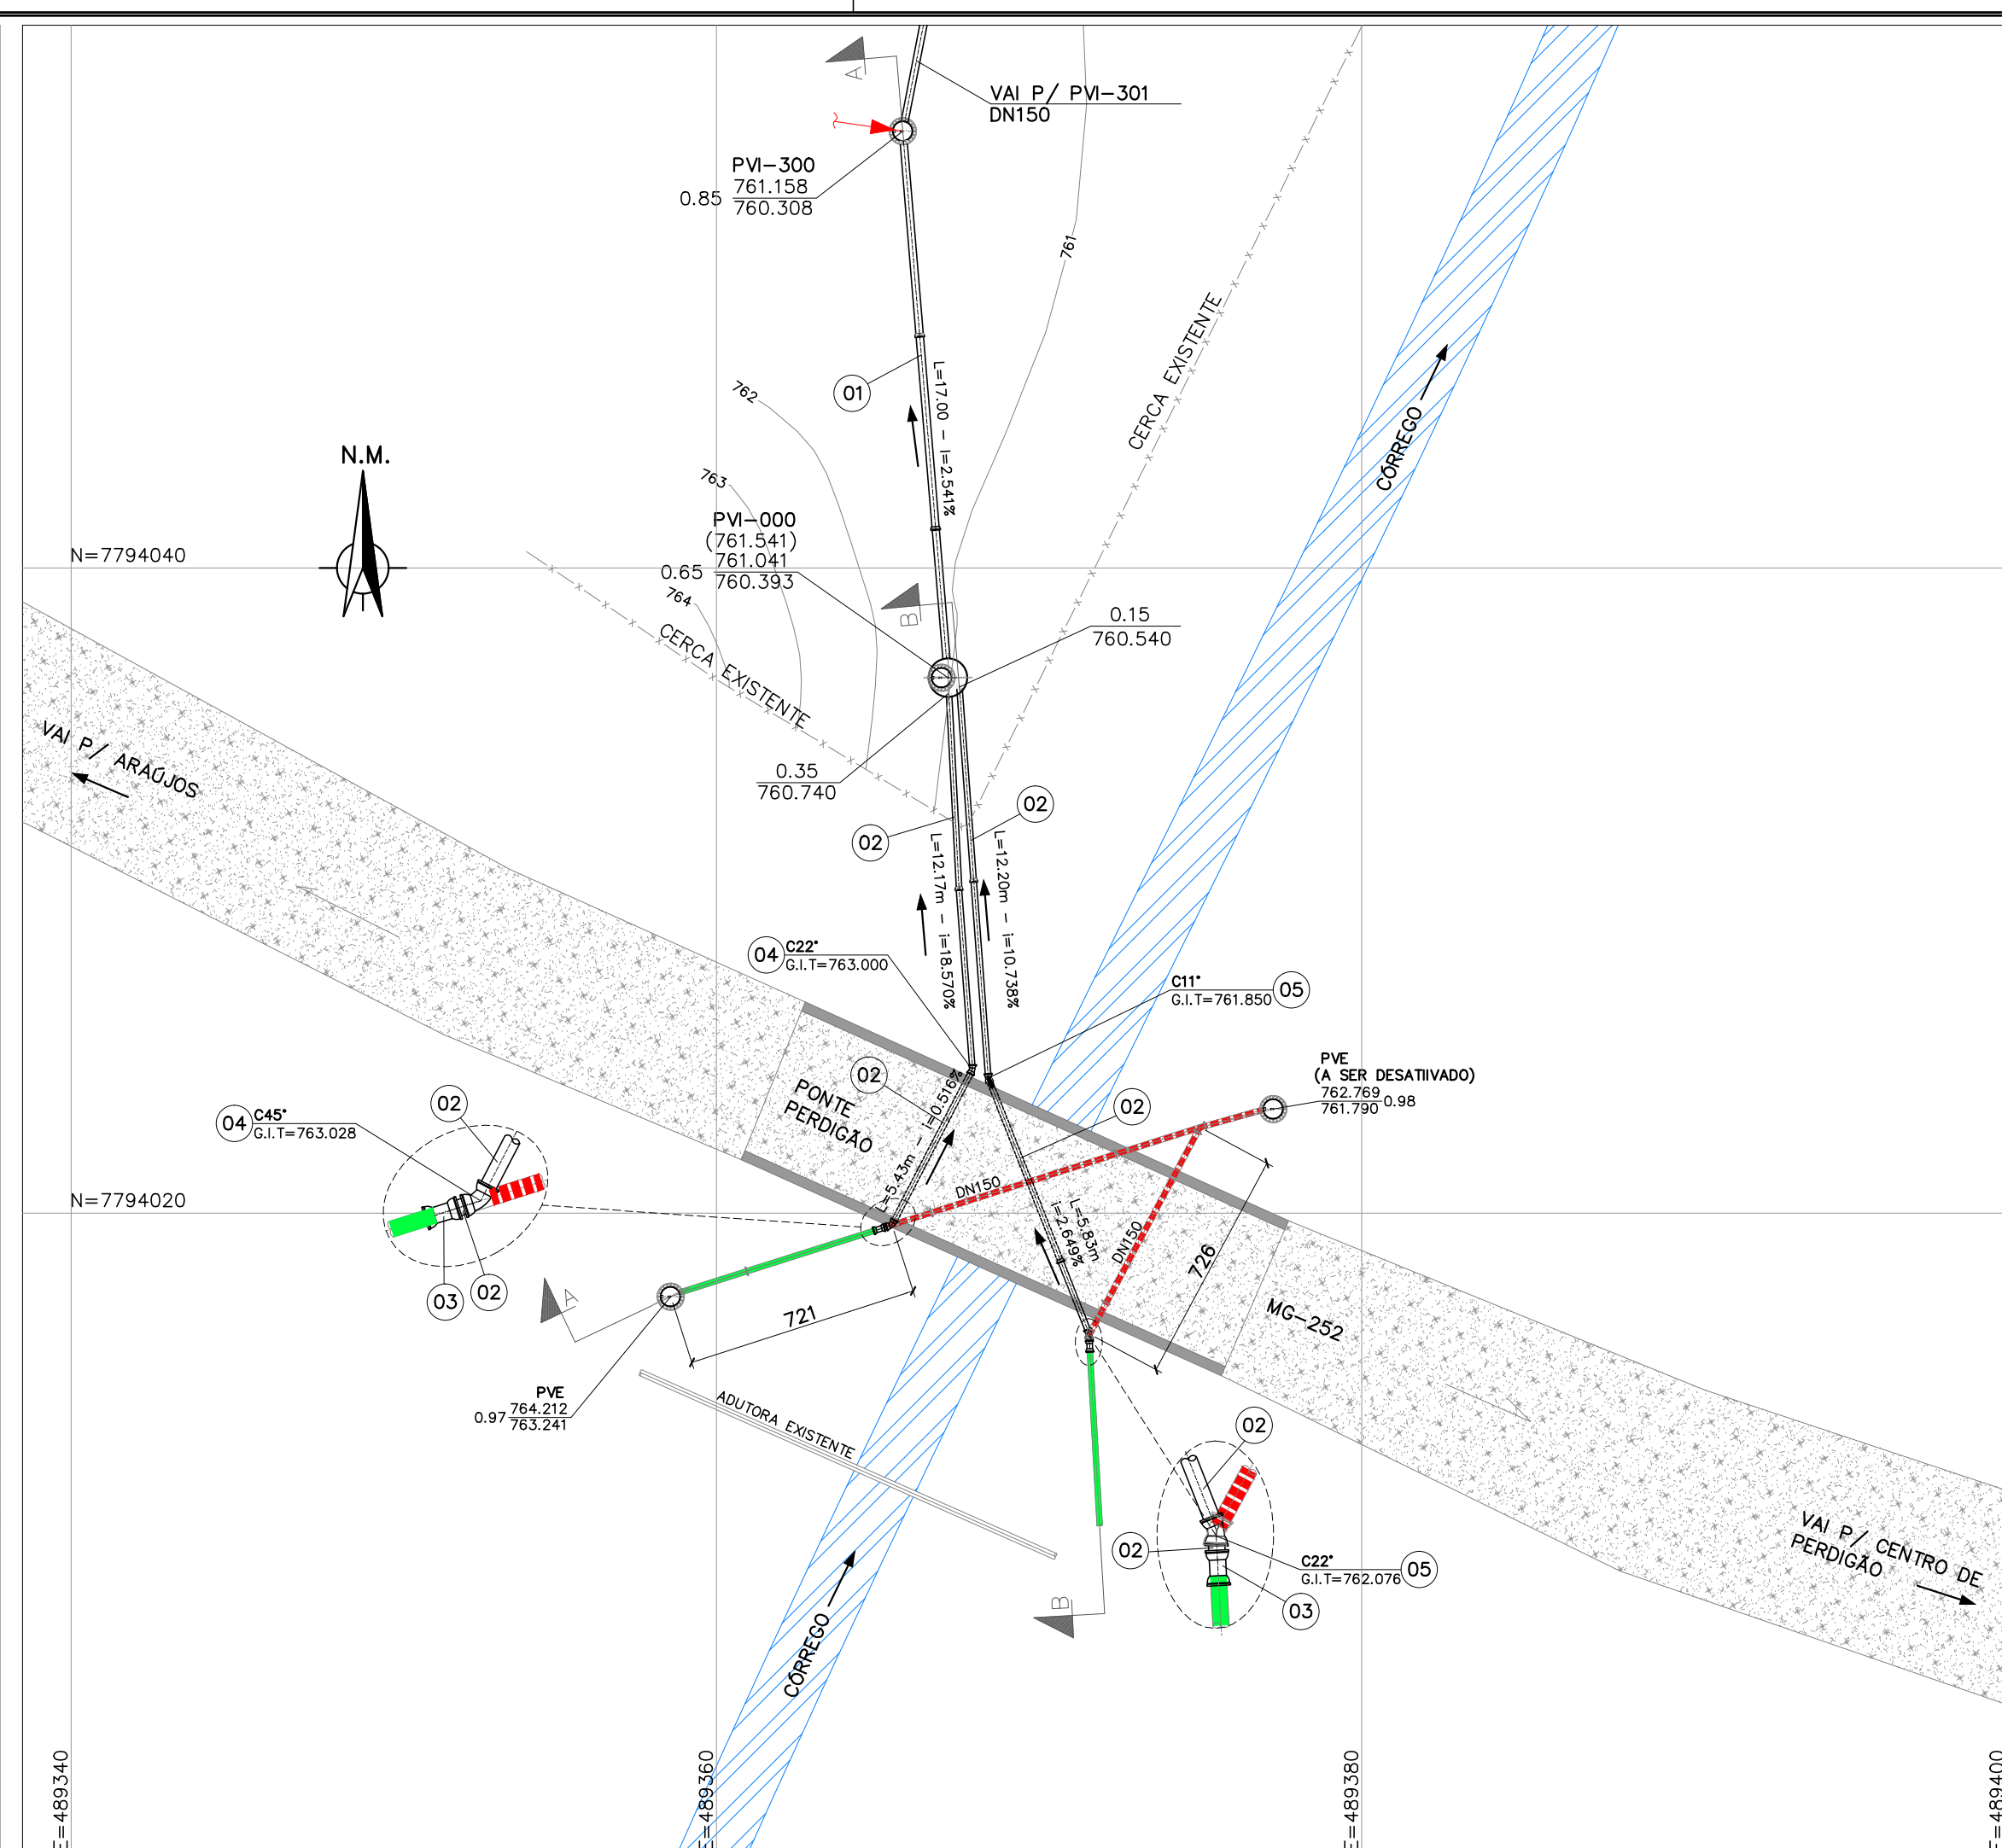 A
VAI P/ PVI-301
DN150
PVI-300
0.85
761.158
760.308
761
CERCA EXISTENTE
01
L=17.00 - I=2.541%
762
763
764
CÓRREGO
N.M.
N=7794040
PVI-000
(761.541)
761.041
0.65
760.393
B
0.15
760.540
CERCA EXISTENTE
VAI P/ ARAÚJOS
0.35
760.740
02
02
L=12.17m - i=18.570%
L=12.20m - i=10.738%
04
C22°
G.I.T=763.000
C11°
G.I.T=761.850
05
02
L=5.43m - i=0.516%
PONTE
PERDIGÃO
02
PVE
(A SER DESATIIVADO)
762.769
761.790
0.98
04
C45°
G.I.T=763.028
02
03
02
N=7794020
DN150
L=5.83m
i=2.649%
DN150
726
721
MG-252
A
PVE
0.97
764.212
763.241
ADUTORA EXISTENTE
02
02
C22°
G.I.T=762.076
05
03
B
CÓRREGO
VAI P/ CENTRO DE
PERDIGÃO
E=489340
E=489360
E=489380
E=489400